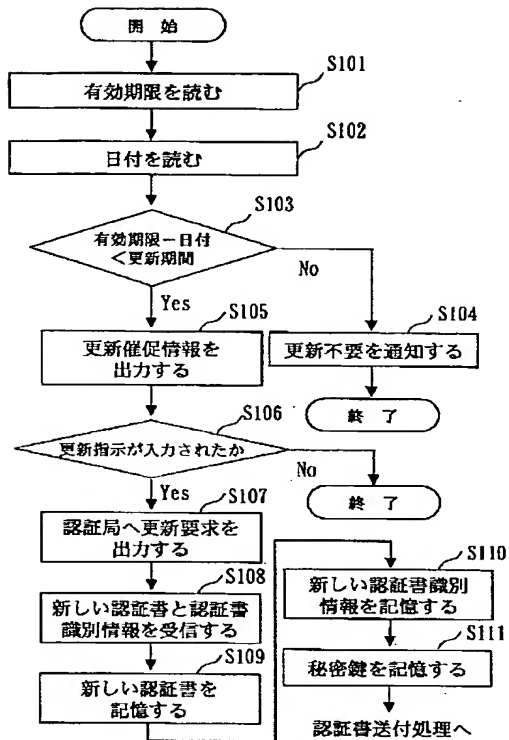 開 始
S101
有効期限を読む
S102
日付を読む
S103
有効期限ー日付
＜更新期間
No
Yes
S105
更新催促情報を
出力する
S104
更新不要を通知する
終 了
S106
更新指示が入力されたか
No
終 了
Yes
S107
認証局へ更新要求を
出力する
S108
新しい認証書と認証書
識別情報を受信する
S109
新しい認証書を
記憶する
S110
新しい認証書識別
情報を記憶する
S111
秘密鍵を記憶する
認証書送付処理へ